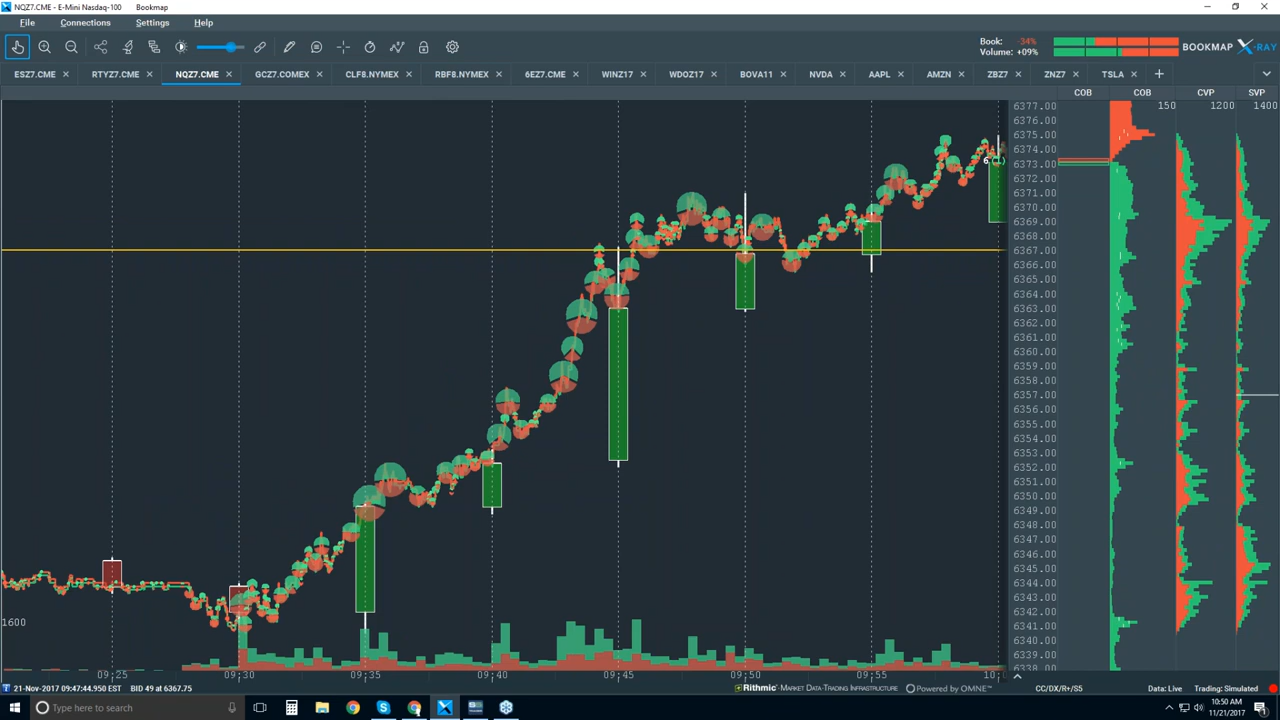 NQZ7.CME - E-Mini Nasdaq-100 Bookmap
File Connections Settings Help
Book: -34%
Volume: +09%
BOOKMAP X-RAY
ESZ7.CME RTYZ7.CME NQZ7.CME GCZ7.COMEX CLF8.NYMEX RBF8.NYMEX 6EZ7.CME WINZ17 WDOZ17 BOVA11 NVDA AAPL AMZN ZBZ7 ZNZ7 TSLA
COB COB CVP SVP
6377.00 150 1200 1400
6376.00
6375.00
6374.00
6373.00
6372.00
6371.00
6370.00
6369.00
6368.00
6367.00
6366.00
6365.00
6364.00
6363.00
6362.00
6361.00
6360.00
6359.00
6358.00
6357.00
6356.00
6355.00
6354.00
6353.00
6352.00
6351.00
6350.00
6349.00
6348.00
6347.00
6346.00
6345.00
6344.00
6343.00
6342.00
6341.00
6340.00
6339.00
6338.00
1600
09:25 09:30 09:35 09:40 09:45 09:50 09:55
21-Nov-2017 09:47:44.950 EST BID 49 at 6367.75
Rithmic - Market Data-Trading Infrastructure Powered by OMNE™
CC/DX/R+/S5 Data: Live Trading: Simulated
Type here to search
10:50 AM
11/21/2017